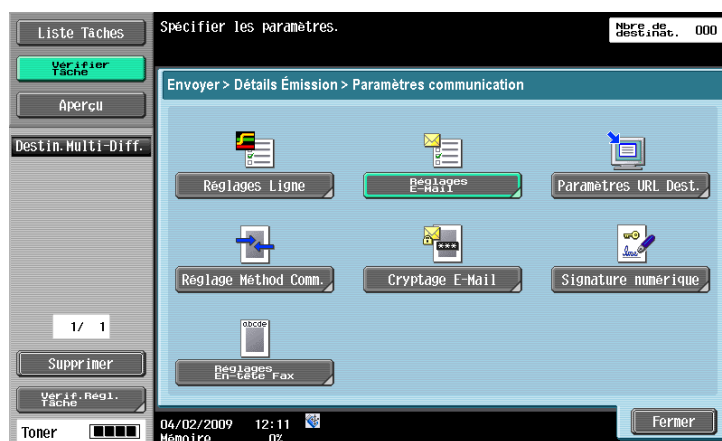 Liste Tâches
Spécifier les paramètres.
Nbre de
destinat. 000
Vérifier
Tâche
Envoyer > Détails Émission > Paramètres communication
Aperçu
Destin.Multi-Diff.
Réglages Ligne
Réglages
E-Mail
Paramètres URL Dest.
Réglage Méthod Comm.
Cryptage E-Mail
Signature numérique
abcde
1/ 1
Supprimer
Réglages
En-tête Fax
Vérif.Régl.
Tâche
Toner
04/02/2009 12:11
Mémoire 0%
Fermer